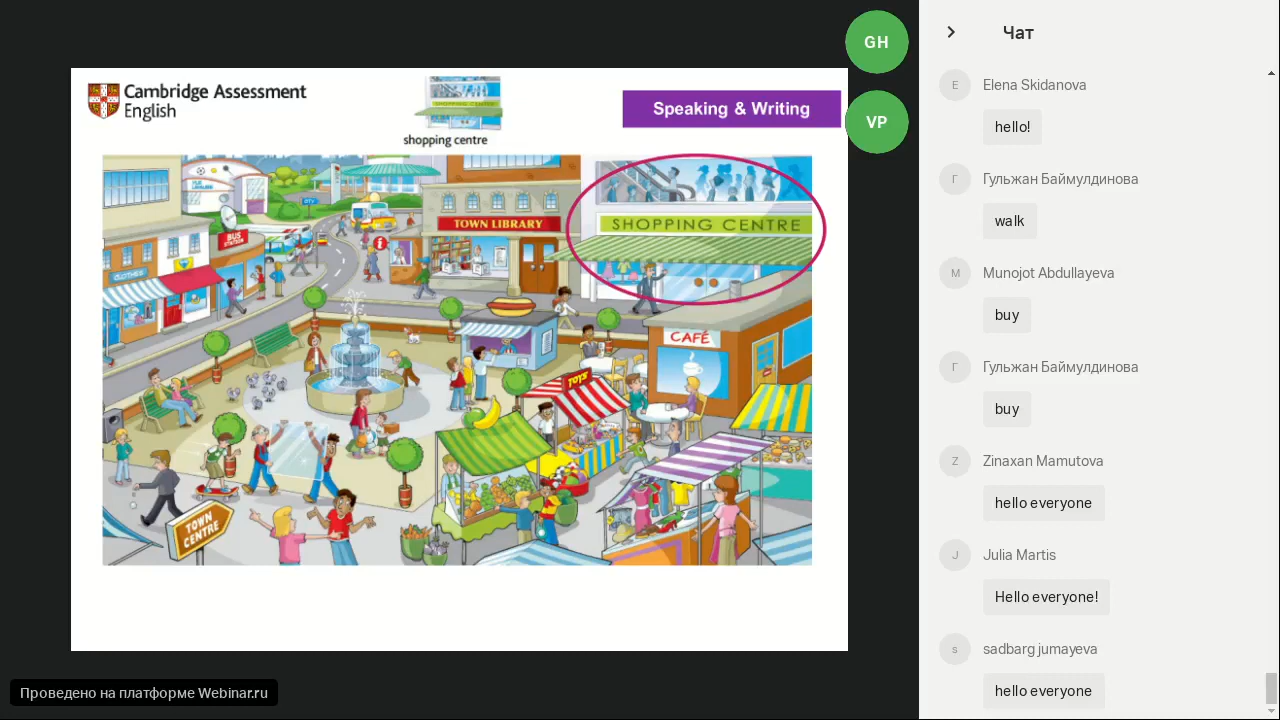 Cambridge Assessment
English
shopping centre
Speaking & Writing
GH
VP
SHOPPING CENTRE
TOWN LIBRARY
CITY
BUS
STATION
i
CLOTHES
CAFÉ
TOYS
TOWN
CENTRE
Проведено на платформе Webinar.ru
Чат
E
Elena Skidanova
hello!
Г
Гульжан Баймулдинова
walk
M
Munojot Abdullayeva
buy
Г
Гульжан Баймулдинова
buy
Z
Zinaxan Mamutova
hello everyone
J
Julia Martis
Hello everyone!
s
sadbarg jumayeva
hello everyone